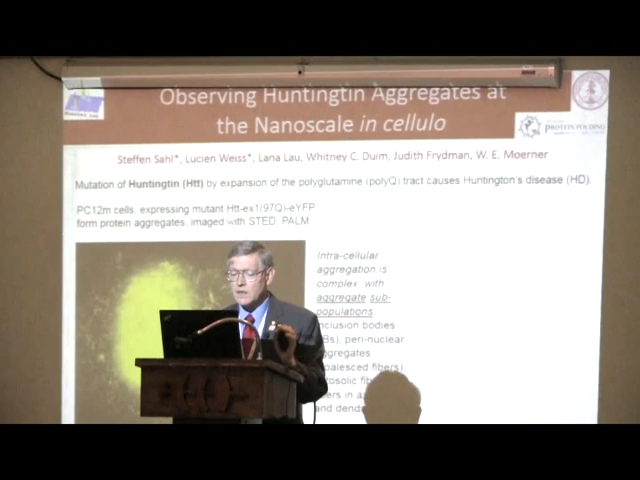 Observing Huntingtin Aggregates at
the Nanoscale in cellulo
PROTEIN FOLDING
Steffen Sahl*, Lucien Weiss*, Lana Lau, Whitney C. Duim, Judith Frydman, W. E. Moerner
Mutation of Huntingtin (Htt) by expansion of the polyglutamine (polyQ) tract causes Huntington's disease (HD).
PC12m cells, expressing mutant Htt-ex1(97Q)-eYFP
form protein aggregates, imaged with STED, PALM
Intra-cellular
aggregation is
complex, with
aggregate sub-
populations:
inclusion bodies
peri-nuclear
and